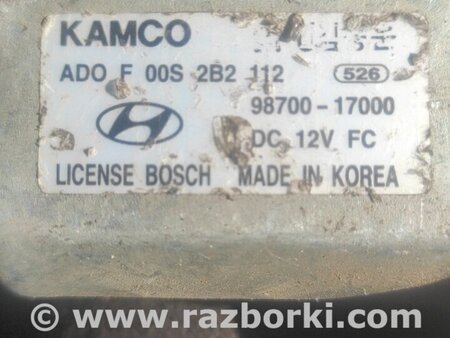 KAMCO
ADO F 00S 2B2 112 526
98700-17000
DC 12V FC
LICENSE BOSCH MADE IN KOREA
© www.razborki.com